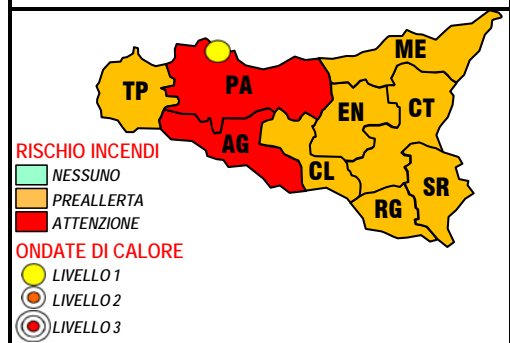 ME
TP
PA
EN
CT
AG
CL
SR
RG
RISCHIO INCENDI
NESSUNO
PREALLERTA
ATTENZIONE
ONDATE DI CALORE
LIVELLO 1
LIVELLO 2
LIVELLO 3